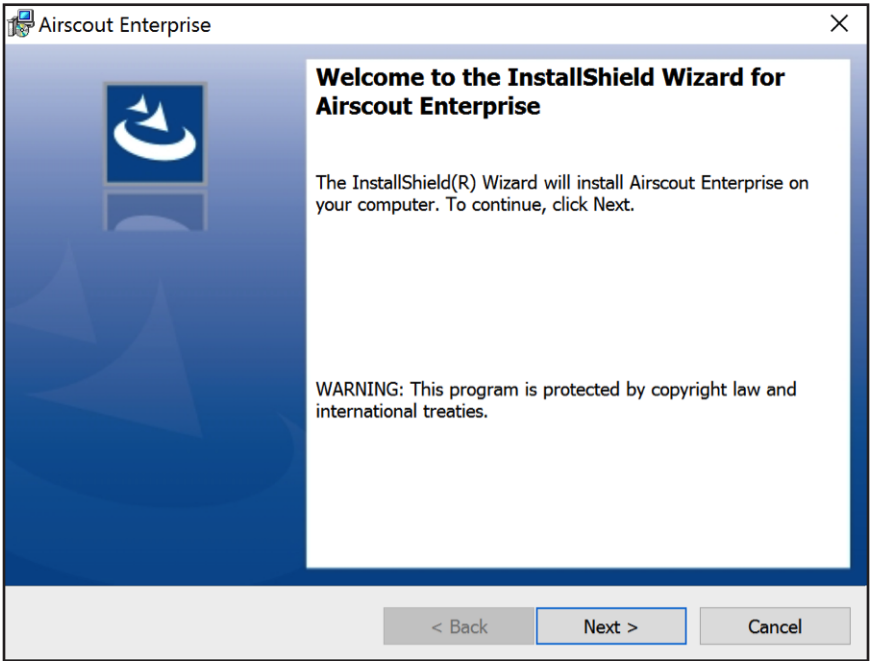 Airscout Enterprise
Welcome to the InstallShield Wizard for
Airscout Enterprise
The InstallShield(R) Wizard will install Airscout Enterprise on
your computer. To continue, click Next.
WARNING: This program is protected by copyright law and
international treaties.
< Back
Next >
Cancel